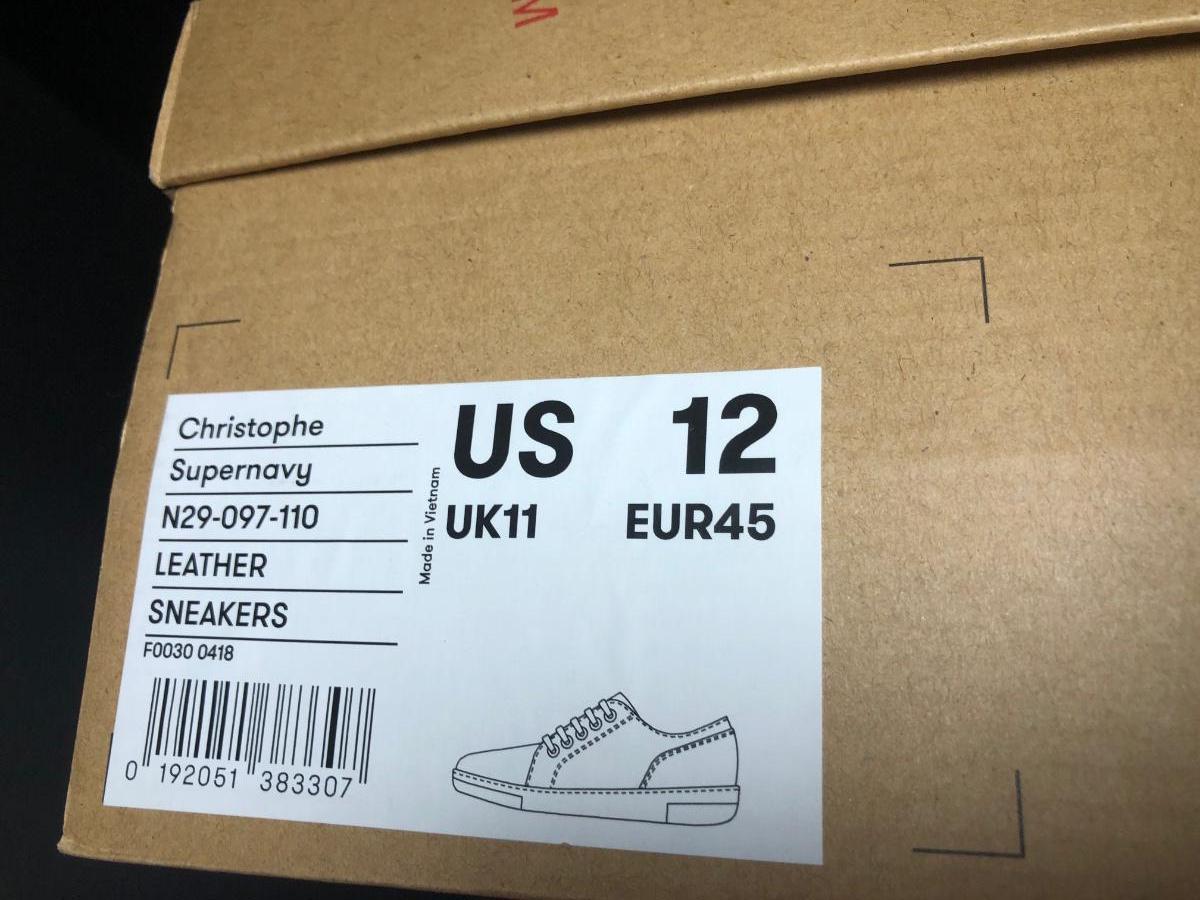 Christophe
Supernavy
N29-097-110
LEATHER
SNEAKERS
F0030 0418
0 192051 383307
Made in Vietnam
US 12
UK11 EUR45